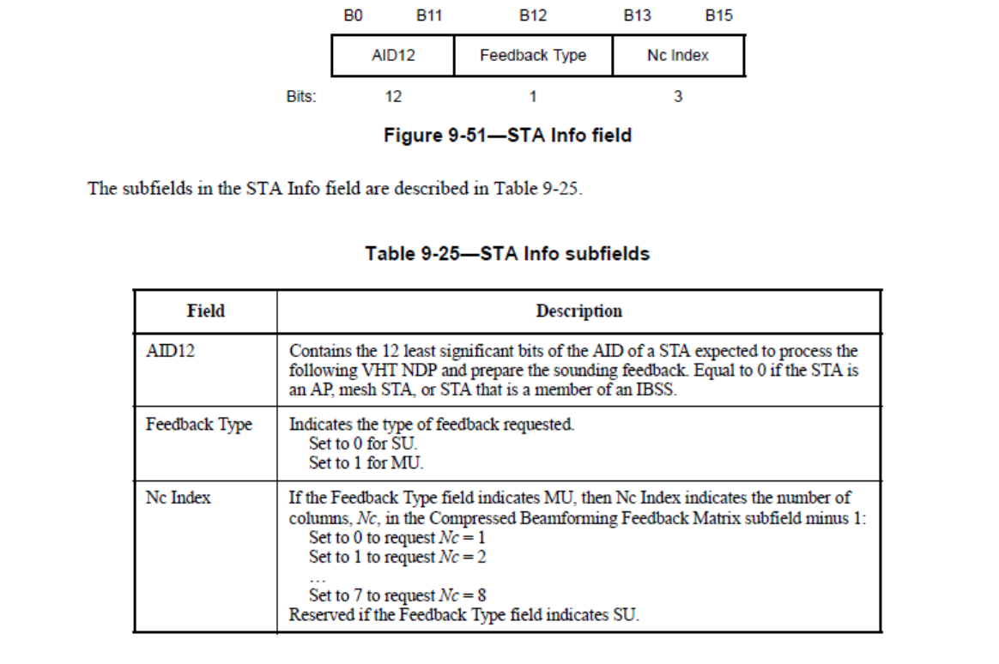 B0 B11 B12 B13 B15
AID12 Feedback Type Nc Index
Bits: 12 1 3
Figure 9-51—STA Info field
The subfields in the STA Info field are described in Table 9-25.
Table 9-25—STA Info subfields
Field Description
AID12 Contains the 12 least significant bits of the AID of a STA expected to process the
following VHT NDP and prepare the sounding feedback. Equal to 0 if the STA is
an AP, mesh STA, or STA that is a member of an IBSS.
Feedback Type Indicates the type of feedback requested.
Set to 0 for SU.
Set to 1 for MU.
Nc Index If the Feedback Type field indicates MU, then Nc Index indicates the number of
columns, Nc, in the Compressed Beamforming Feedback Matrix subfield minus 1:
Set to 0 to request Nc = 1
Set to 1 to request Nc = 2
…
Set to 7 to request Nc = 8
Reserved if the Feedback Type field indicates SU.